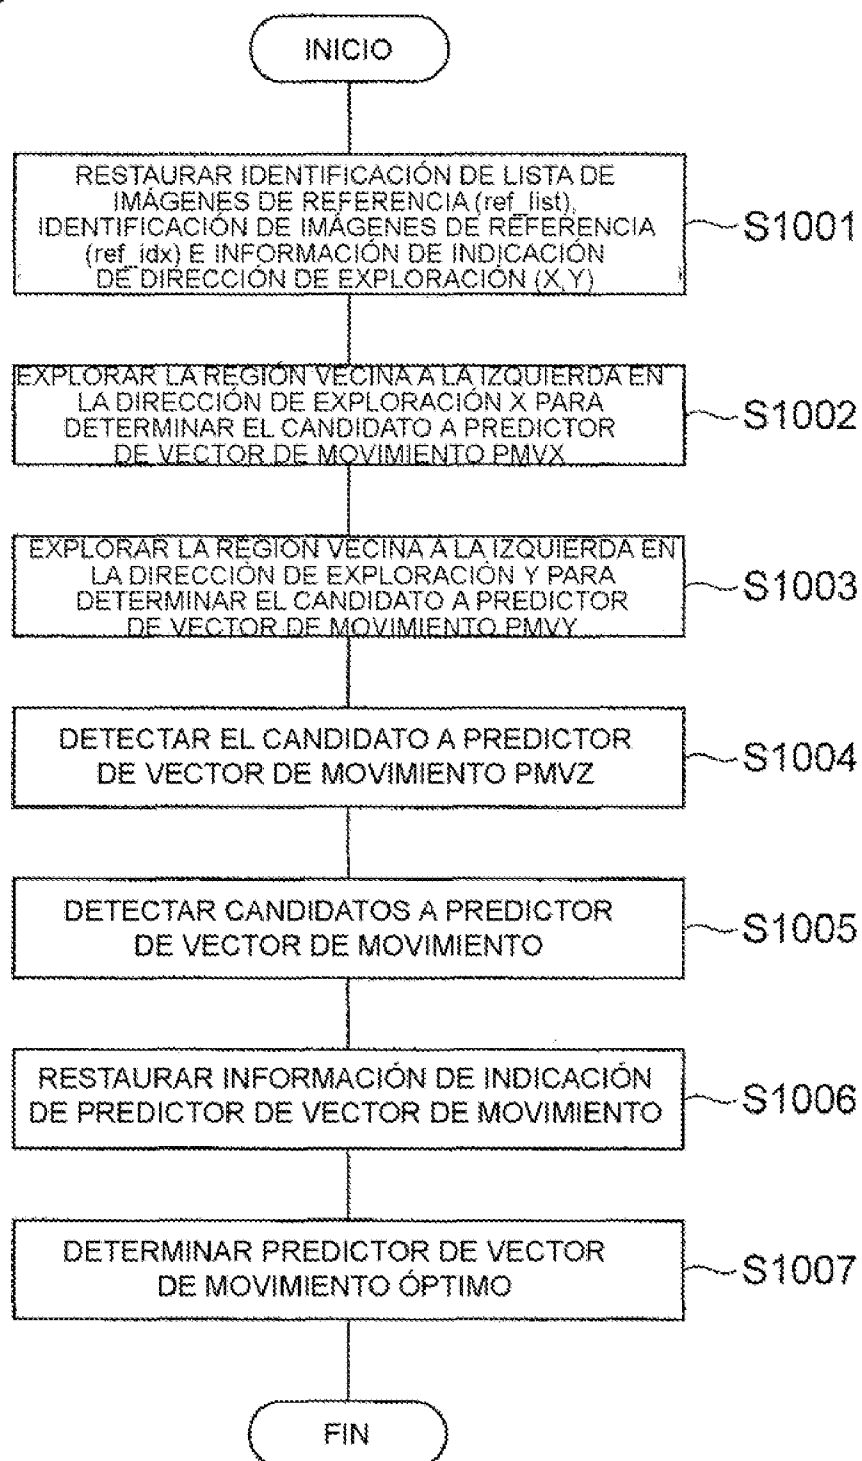 INICIO
RESTAURAR IDENTIFICACIÓN DE LISTA DE
IMÁGENES DE REFERENCIA (ref_list),
IDENTIFICACIÓN DE IMÁGENES DE REFERENCIA
(ref_idx) E INFORMACIÓN DE INDICACIÓN
DE DIRECCIÓN DE EXPLORACIÓN (X,Y)
S1001
EXPLORAR LA REGIÓN VECINA A LA IZQUIERDA EN
LA DIRECCIÓN DE EXPLORACIÓN X PARA
DETERMINAR EL CANDIDATO A PREDICTOR
DE VECTOR DE MOVIMIENTO PMVX
S1002
EXPLORAR LA REGIÓN VECINA A LA IZQUIERDA EN
LA DIRECCIÓN DE EXPLORACIÓN Y PARA
DETERMINAR EL CANDIDATO A PREDICTOR
DE VECTOR DE MOVIMIENTO PMVY
S1003
DETECTAR EL CANDIDATO A PREDICTOR
DE VECTOR DE MOVIMIENTO PMVZ
S1004
DETECTAR CANDIDATOS A PREDICTOR
DE VECTOR DE MOVIMIENTO
S1005
RESTAURAR INFORMACIÓN DE INDICACIÓN
DE PREDICTOR DE VECTOR DE MOVIMIENTO
S1006
DETERMINAR PREDICTOR DE VECTOR
DE MOVIMIENTO ÓPTIMO
S1007
FIN